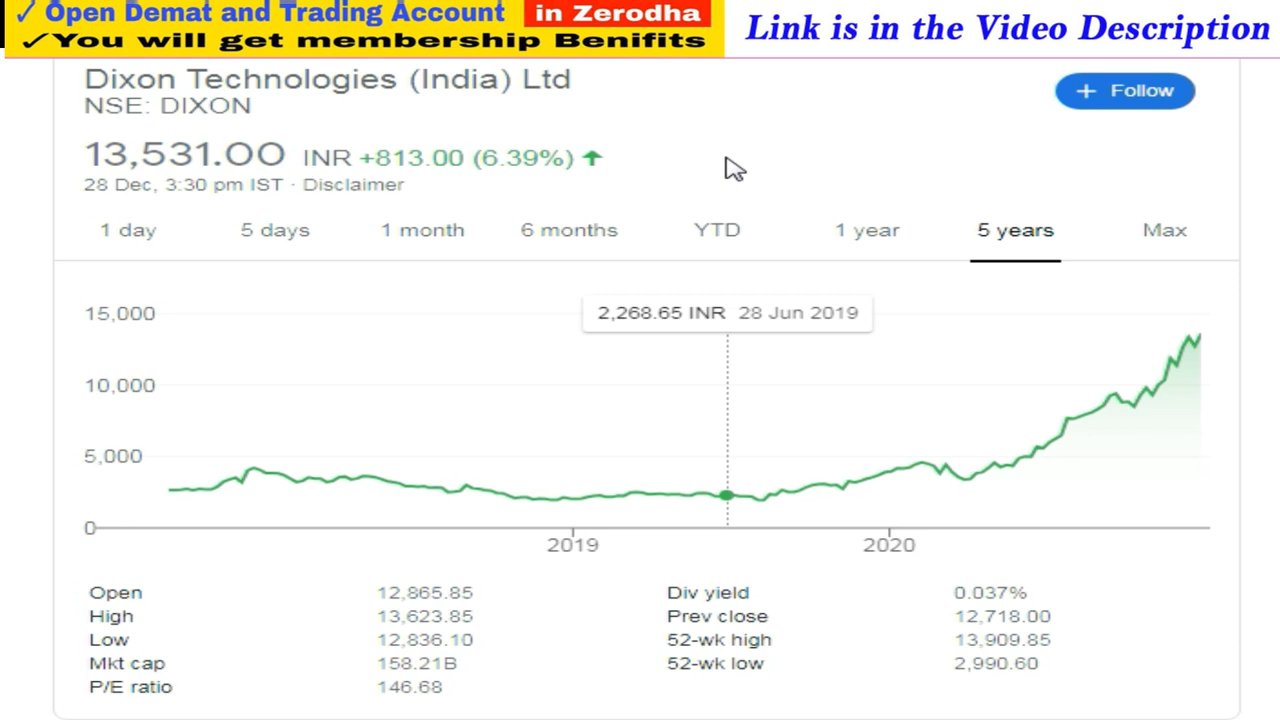 ✓ Open Demat and Trading Account in Zerodha
✓You will get membership Benifits
Link is in the Video Description
Dixon Technologies (India) Ltd
NSE: DIXON
+ Follow
13,531.00 INR +813.00 (6.39%) ↑
28 Dec, 3:30 pm IST · Disclaimer
1 day 5 days 1 month 6 months YTD 1 year 5 years Max
2,268.65 INR 28 Jun 2019
15,000
10,000
5,000
0
2019 2020
Open 12,865.85 Div yield 0.037%
High 13,623.85 Prev close 12,718.00
Low 12,836.10 52-wk high 13,909.85
Mkt cap 158.21B 52-wk low 2,990.60
P/E ratio 146.68